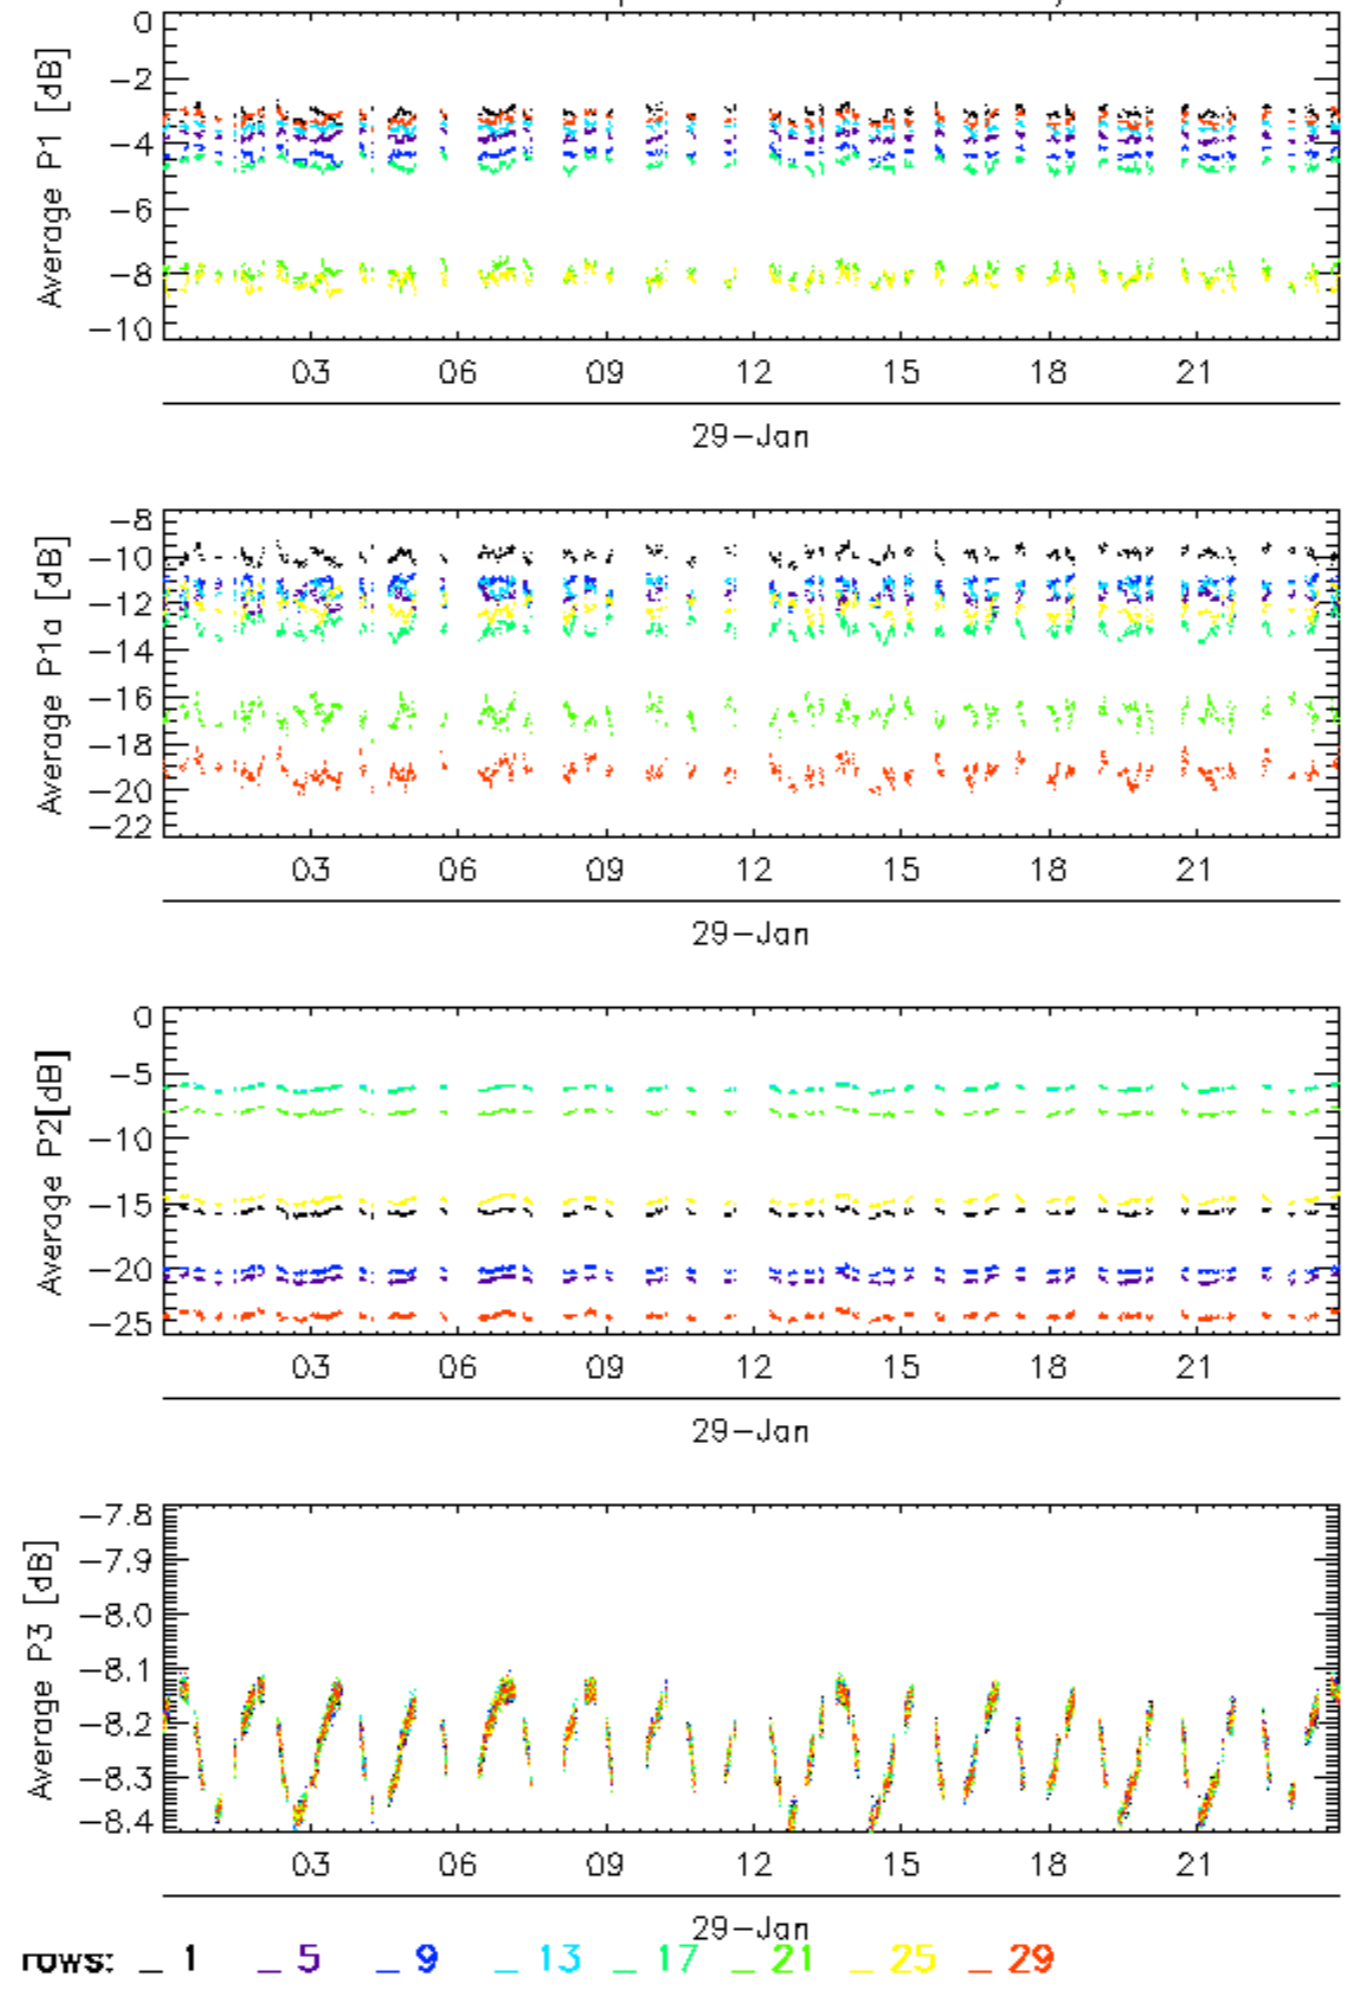 0
−2
−4
−6
−8
−10
Average P1 [dB]
03 06 09 12 15 18 21
29−Jan
−8
−10
−12
−14
−16
−18
−20
−22
Average P1a [dB]
03 06 09 12 15 18 21
29−Jan
0
−5
−10
−15
−20
−25
Average P2[dB]
03 06 09 12 15 18 21
29−Jan
−7.8
−7.9
−8.0
−8.1
−8.2
−8.3
−8.4
Average P3 [dB]
03 06 09 12 15 18 21
29−Jan
rows: _ 1 _ 5 _ 9 _ 13 _ 17 _ 21 _ 25 _ 29